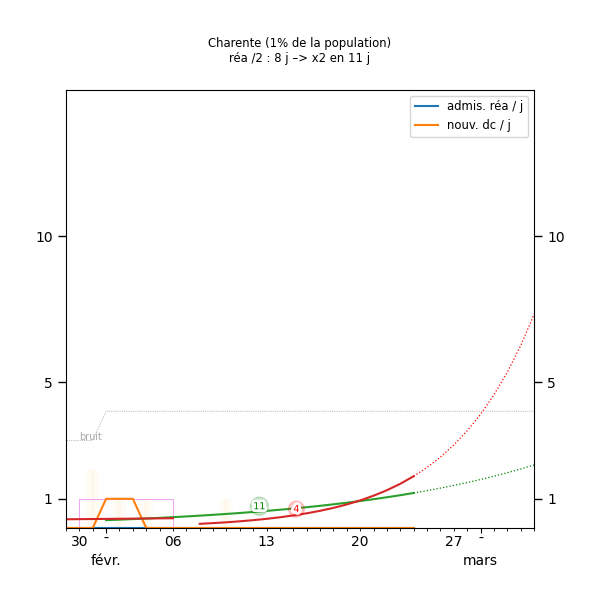 Charente (1% de la population)
réa /2 : 8 j –> x2 en 11 j
admis. réa / j
nouv. dc / j
10 10
5 5
bruit
11 4
1 1
30 - 06 13 20 27 -
févr. mars